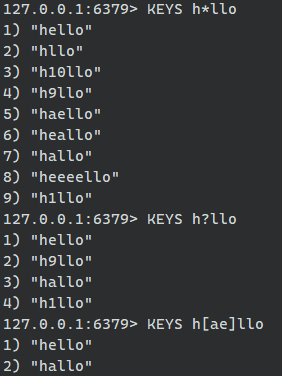 127.0.0.1:6379> KEYS h*llo
1) "hello"
2) "hllo"
3) "h10llo"
4) "h9llo"
5) "haello"
6) "heallo"
7) "hallo"
8) "heeeello"
9) "h1llo"
127.0.0.1:6379> KEYS h?llo
1) "hello"
2) "h9llo"
3) "hallo"
4) "h1llo"
127.0.0.1:6379> KEYS h[ae]llo
1) "hello"
2) "hallo"